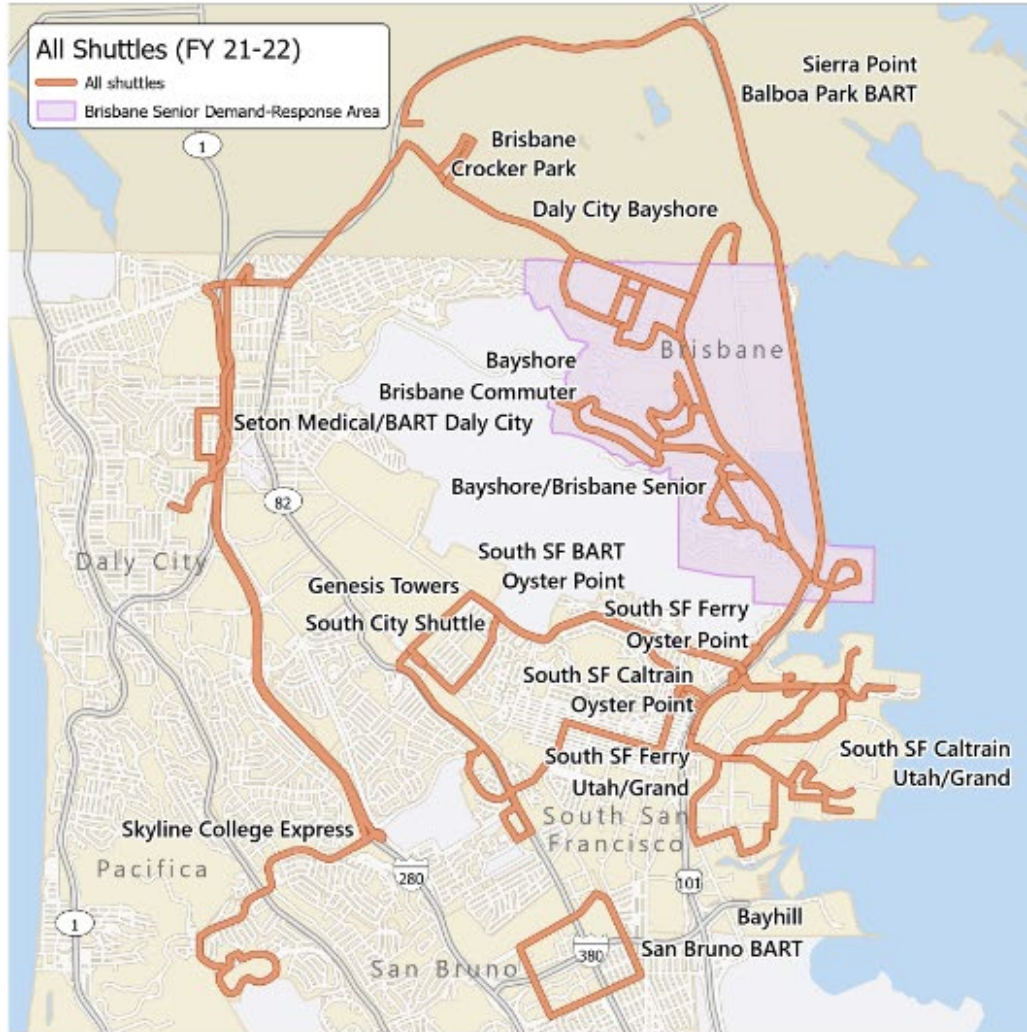 All Shuttles (FY 21-22)
All shuttles
Brisbane Senior Demand-Response Area
Sierra Point
Balboa Park BART
1
Brisbane
Crocker Park
Daly City Bayshore
Brisbane
Bayshore
Brisbane Commuter
Seton Medical/BART Daly City
Bayshore/Brisbane Senior
82
Daly City
South SF BART
Oyster Point
Genesis Towers
South City Shuttle
South SF Ferry
Oyster Point
South SF Caltrain
Oyster Point
South SF Ferry
Utah/Grand
South SF Caltrain
Utah/Grand
South San
Francisco
Skyline College Express
Pacifica
280
101
1
Bayhill
San Bruno BART
380
San Bruno